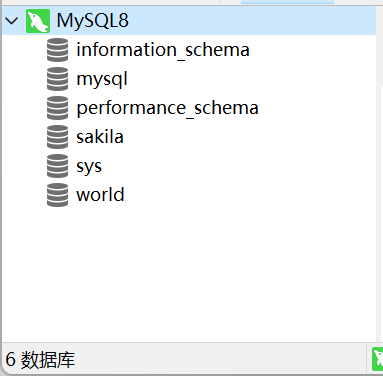 MySQL8
information_schema
mysql
performance_schema
sakila
sys
world
6 数据库